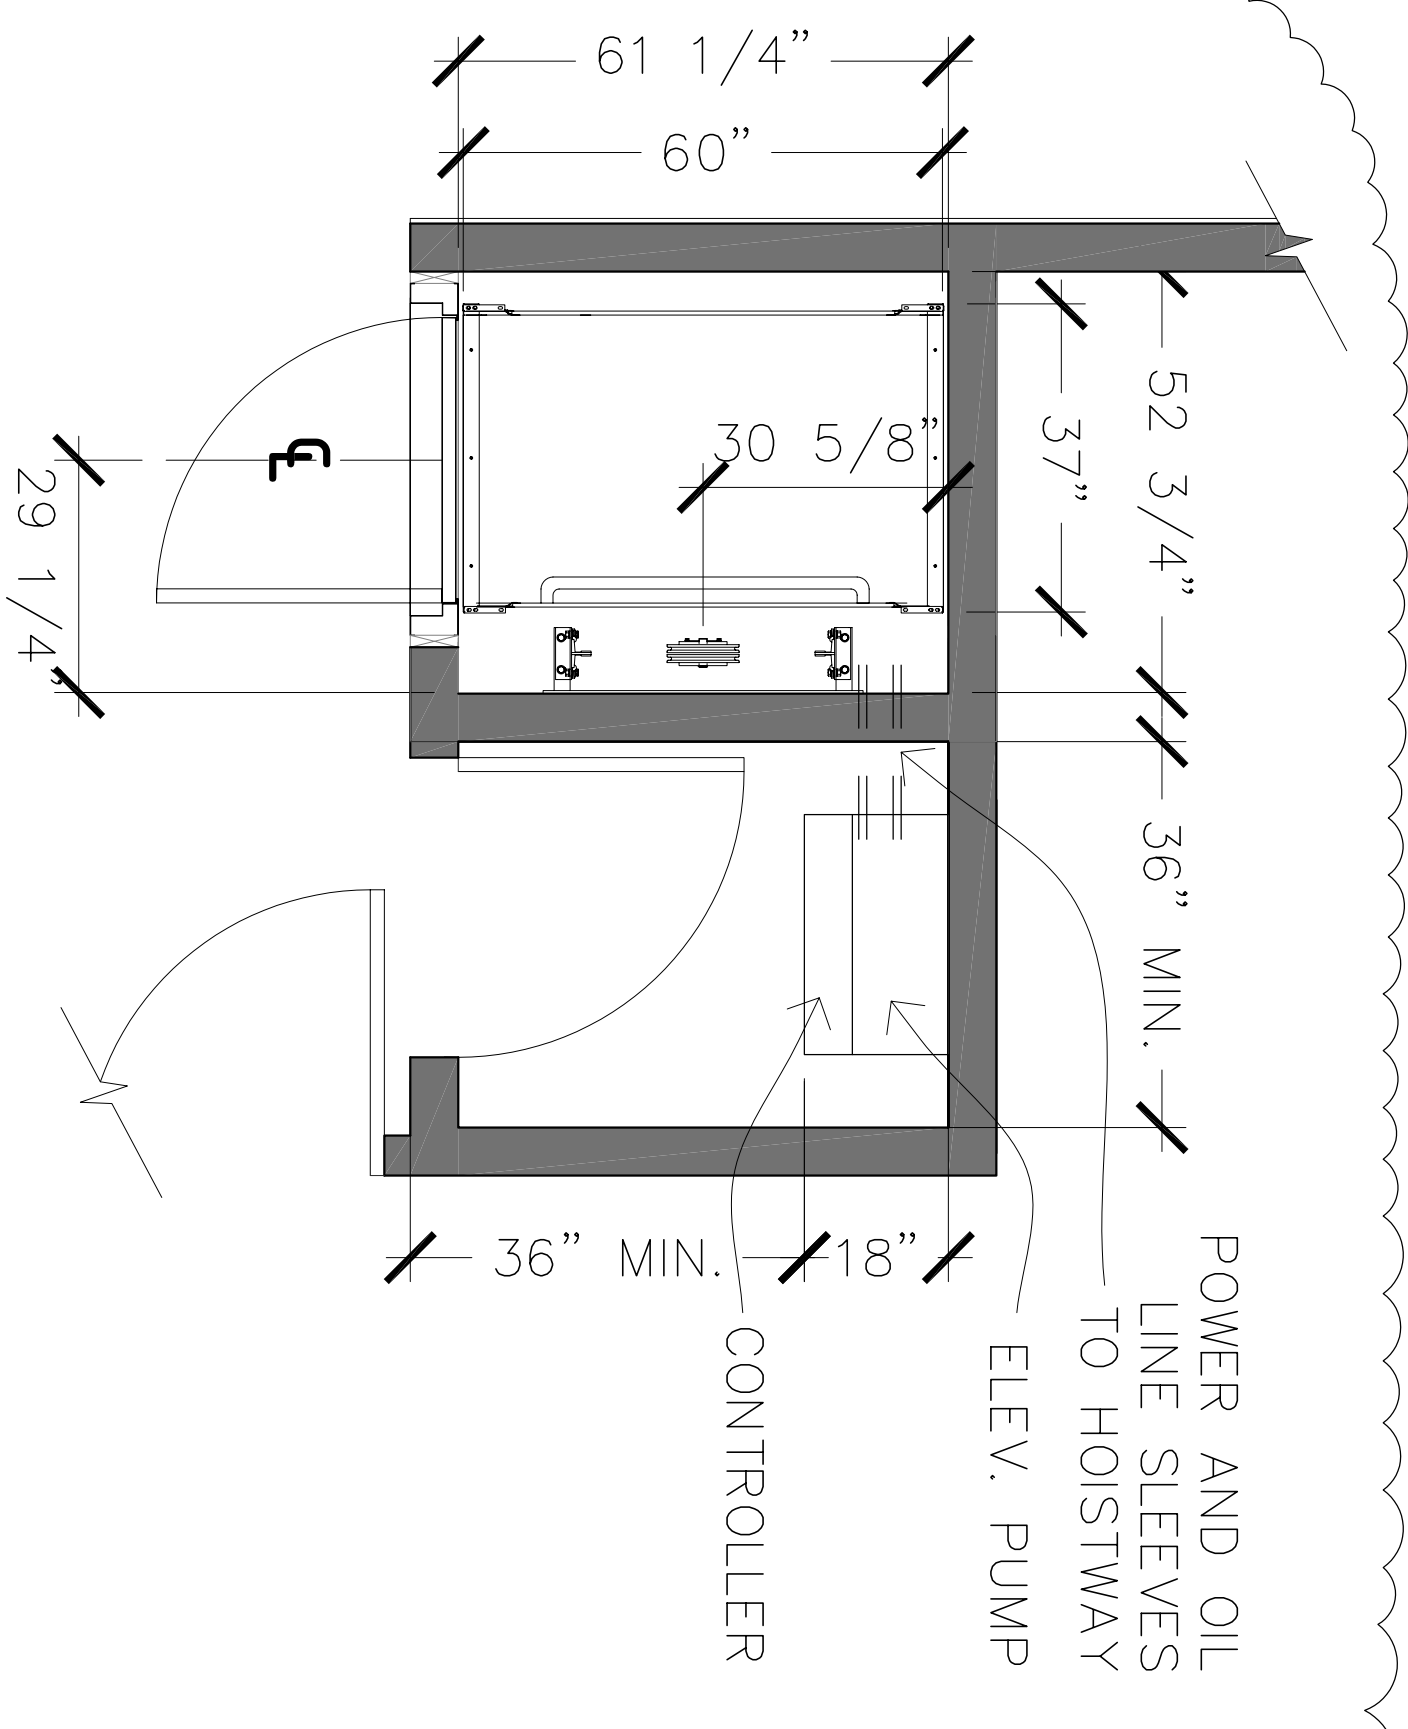 61 1/4”
60”
52 3/4”
37”
30 5/8”
29 1/4”
36” MIN.
36” MIN.
18”
POWER AND OIL
LINE SLEEVES
TO HOISTWAY
ELEV. PUMP
CONTROLLER